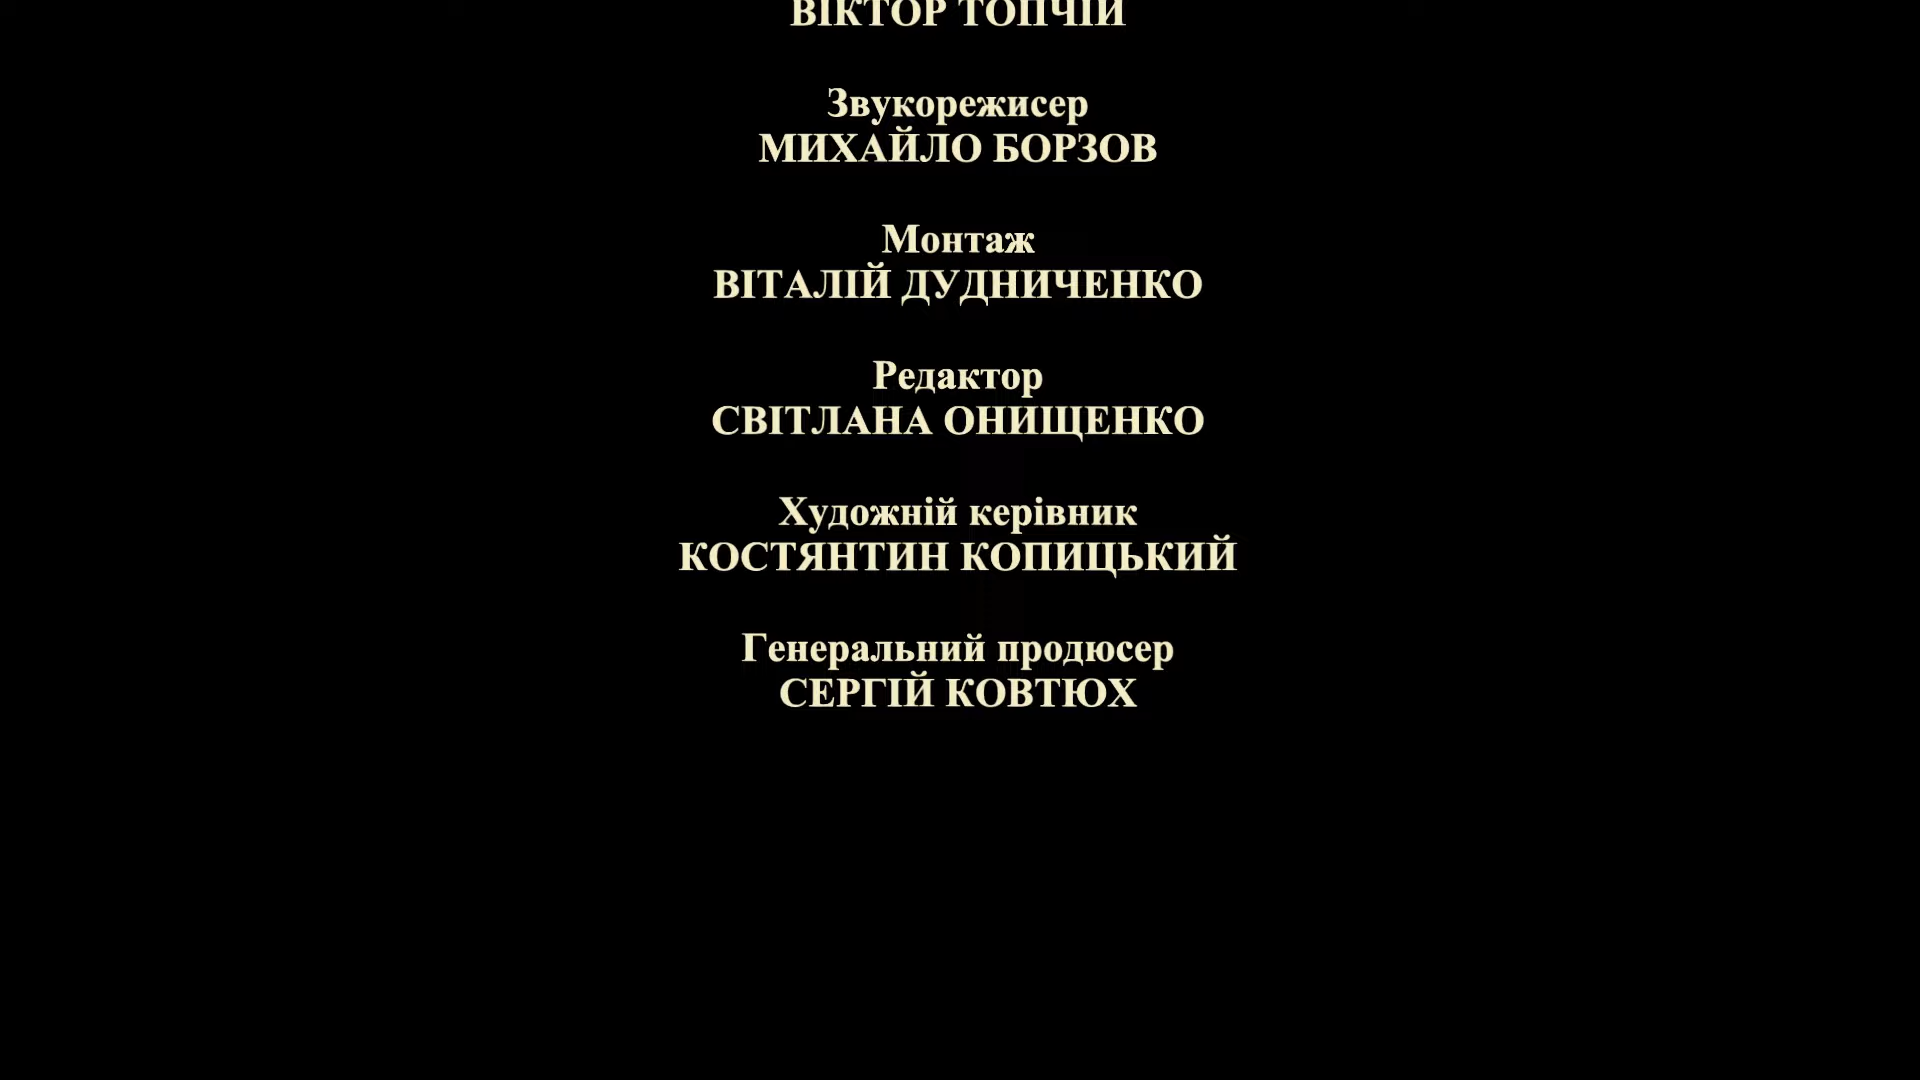 ВІКТОР ТОПЧІЙ
Звукорежисер
МИХАЙЛО БОРЗОВ
Монтаж
ВІТАЛІЙ ДУДНИЧЕНКО
Редактор
СВІТЛАНА ОНИЩЕНКО
Художній керівник
КОСТЯНТИН КОПИЦЬКИЙ
Генеральний продюсер
СЕРГІЙ КОВТЮХ